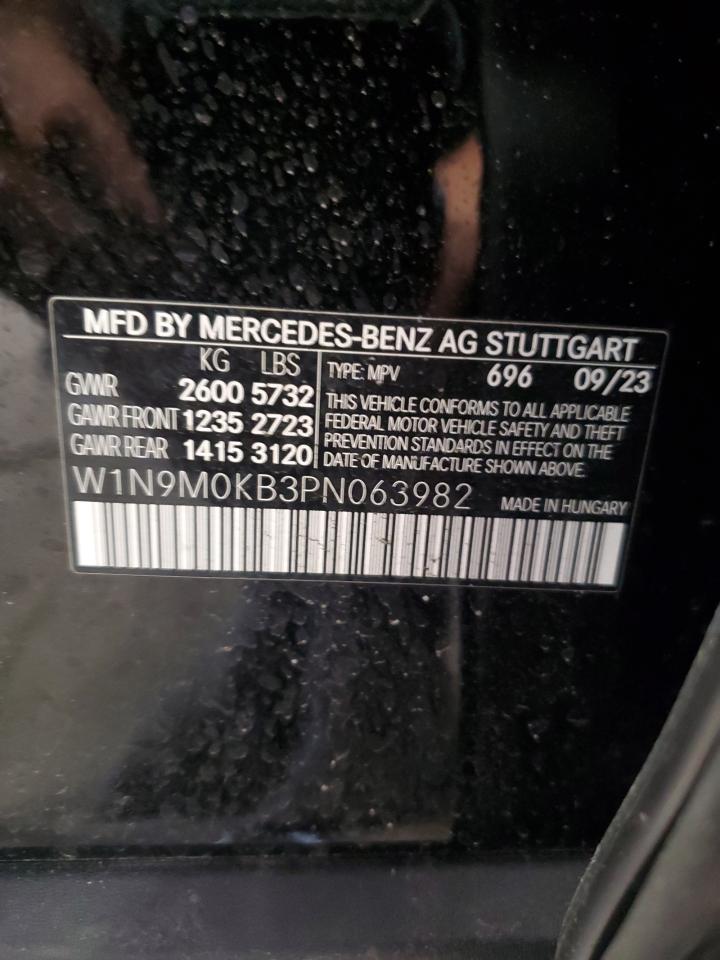 MFD BY MERCEDES-BENZ AG STUTTGART
KG LBS
GVWR 2600 5732
GAWR FRONT 1235 2723
GAWR REAR 1415 3120
TYPE: MPV 696 09/23
THIS VEHICLE CONFORMS TO ALL APPLICABLE
FEDERAL MOTOR VEHICLE SAFETY AND THEFT
PREVENTION STANDARDS IN EFFECT ON THE
DATE OF MANUFACTURE SHOWN ABOVE.
W1N9M0KB3PN063982 MADE IN HUNGARY